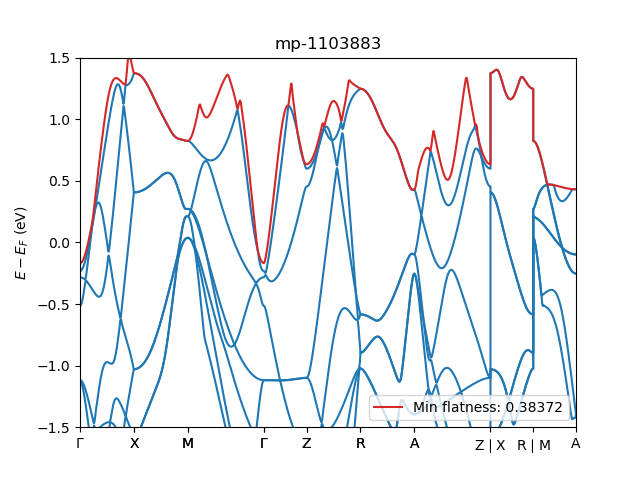 mp-1103883
E − E_F (eV)
1.5
1.0
0.5
0.0
−0.5
−1.0
−1.5
Min flatness: 0.38372
Γ X M Γ Z R A Z | X R | M A